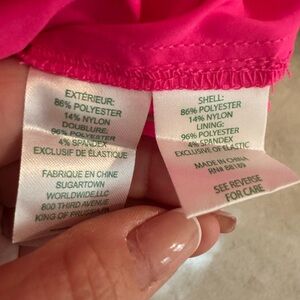 EXTÉRIEUR:
86% POLYESTER
14% NYLON
DOUBLURE:
96% POLYESTER
4% SPANDEX
EXCLUSIF DE ÉLASTIQUE
FABRIQUE EN CHINE
SUGARTOWN
WORLDWIDE,LLC
800 THIRD AVENUE
KING OF PRUSSIA, PA
SHELL:
86% POLYESTER
14% NYLON
LINING:
96% POLYESTER
4% SPANDEX
EXCLUSIVE OF ELASTIC
MADE IN CHINA
RN# 88189
SEE REVERSE
FOR CARE